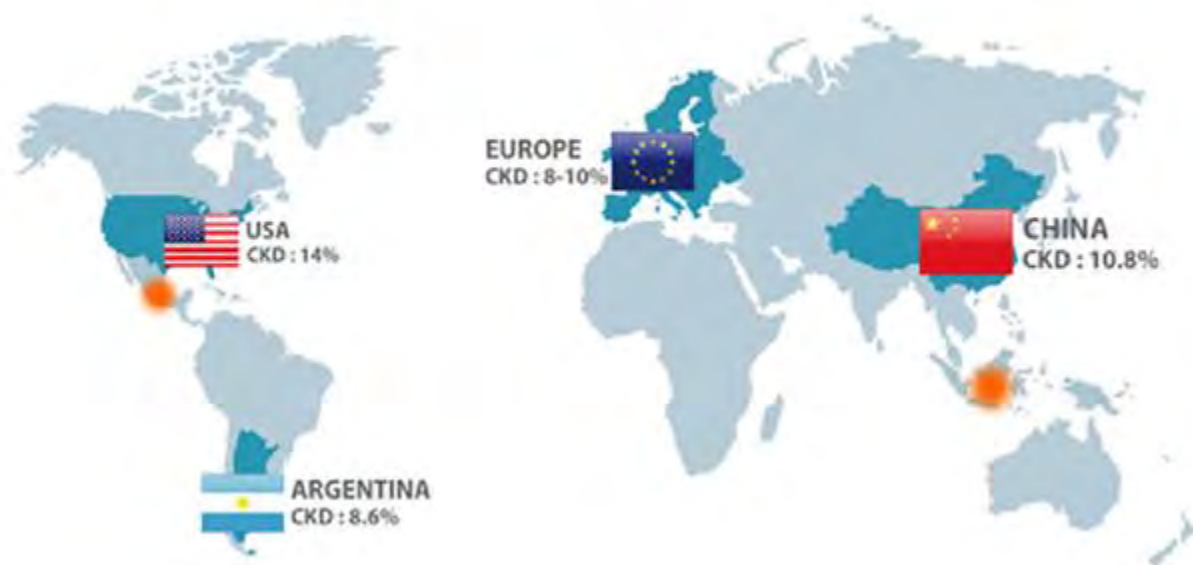 EUROPE
CKD : 8-10%
USA
CKD : 14%
CHINA
CKD : 10.8%
ARGENTINA
CKD : 8.6%